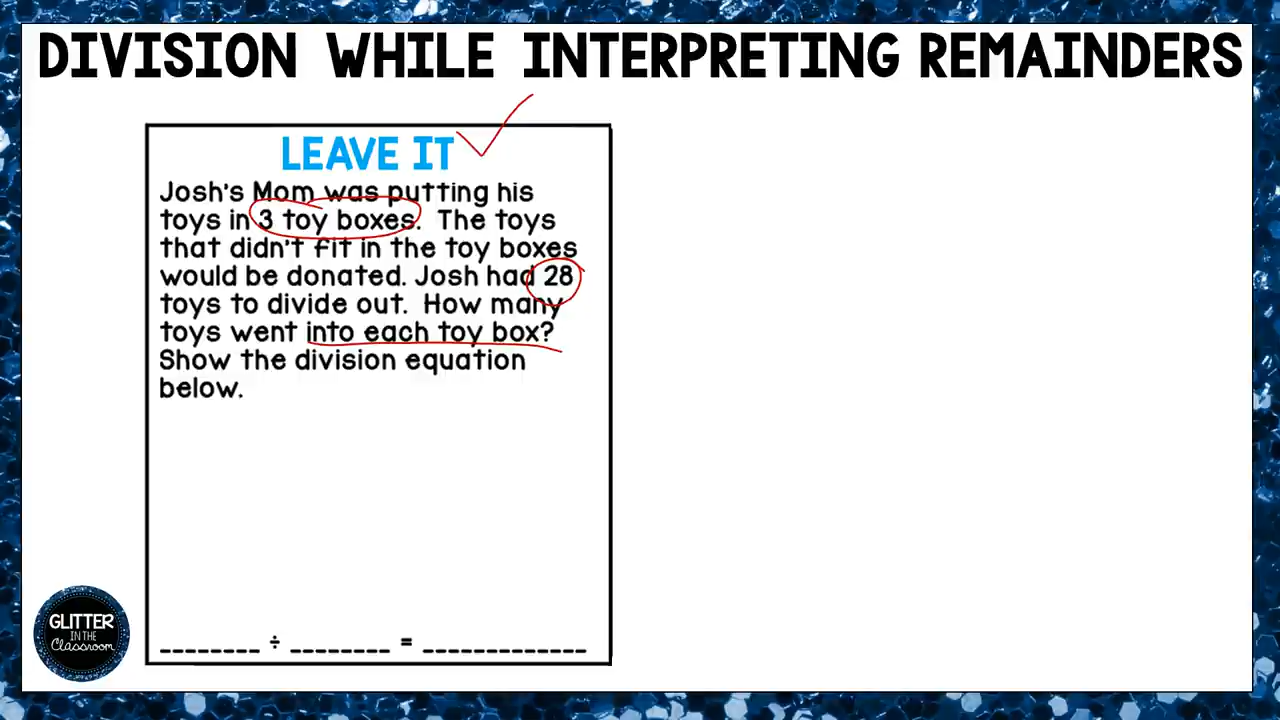 DIVISION WHILE INTERPRETING REMAINDERS
LEAVE IT
Josh's Mom was putting his
toys in 3 toy boxes. The toys
that didn't fit in the toy boxes
would be donated. Josh had 28
toys to divide out. How many
toys went into each toy box?
Show the division equation
below.
________ ÷ ________ = _____________
GLITTER
IN THE
Classroom